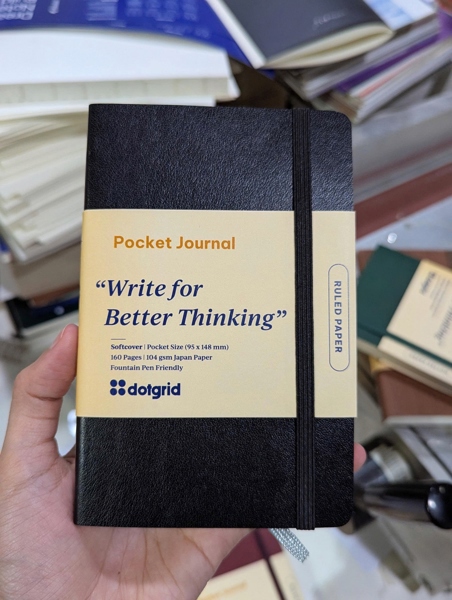 Pocket Journal
“Write for
Better Thinking”
Softcover | Pocket Size (95 x 148 mm)
160 Pages | 104 gsm Japan Paper
Fountain Pen Friendly
dotgrid
RULED PAPER